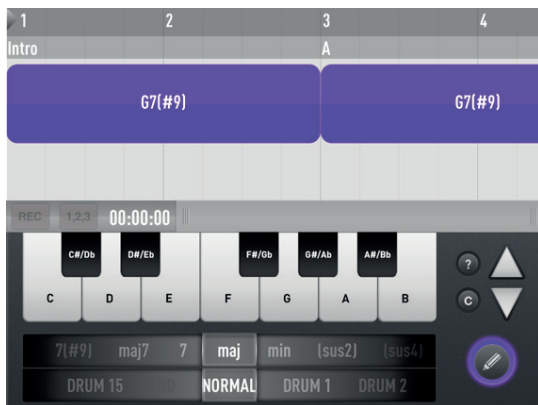 1 2 3 4
Intro A
G7(#9) G7(#9)
REC 1,2,3 00:00:00
C#/Db D#/Eb F#/Gb G#/Ab A#/Bb ?
C D E F G A B C
7(#9) maj7 7 maj min (sus2) (sus4)
DRUM 15 NORMAL DRUM 1 DRUM 2